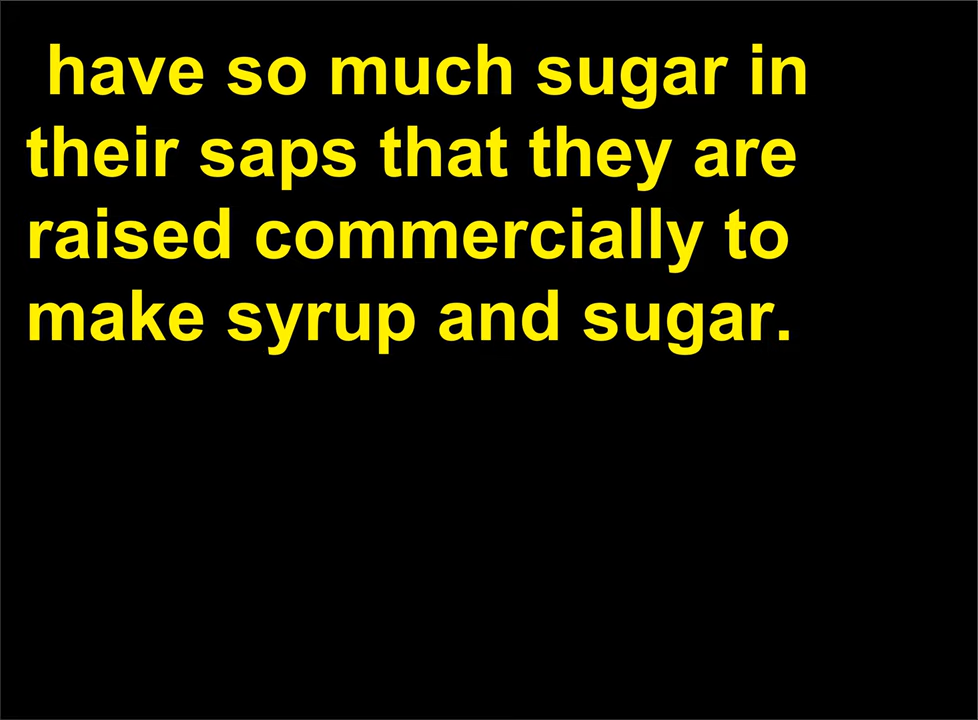 have so much sugar in
their saps that they are
raised commercially to
make syrup and sugar.